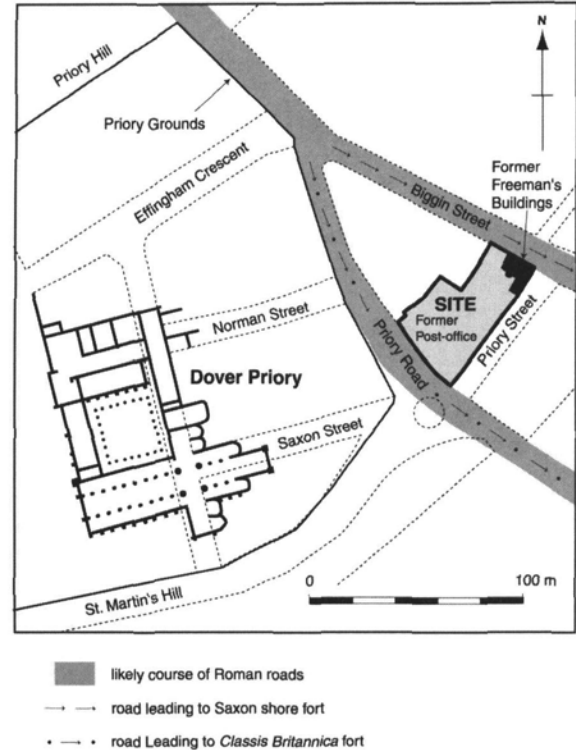 N
Priory Hill
Priory Grounds
Former
Freeman's
Buildings
Effingham Crescent
Biggin Street
SITE
Former
Post-office
Priory Street
Norman Street
Priory Road
Dover Priory
Saxon Street
St. Martin's Hill
0 100 m
likely course of Roman roads
road leading to Saxon shore fort
road Leading to Classis Britannica fort